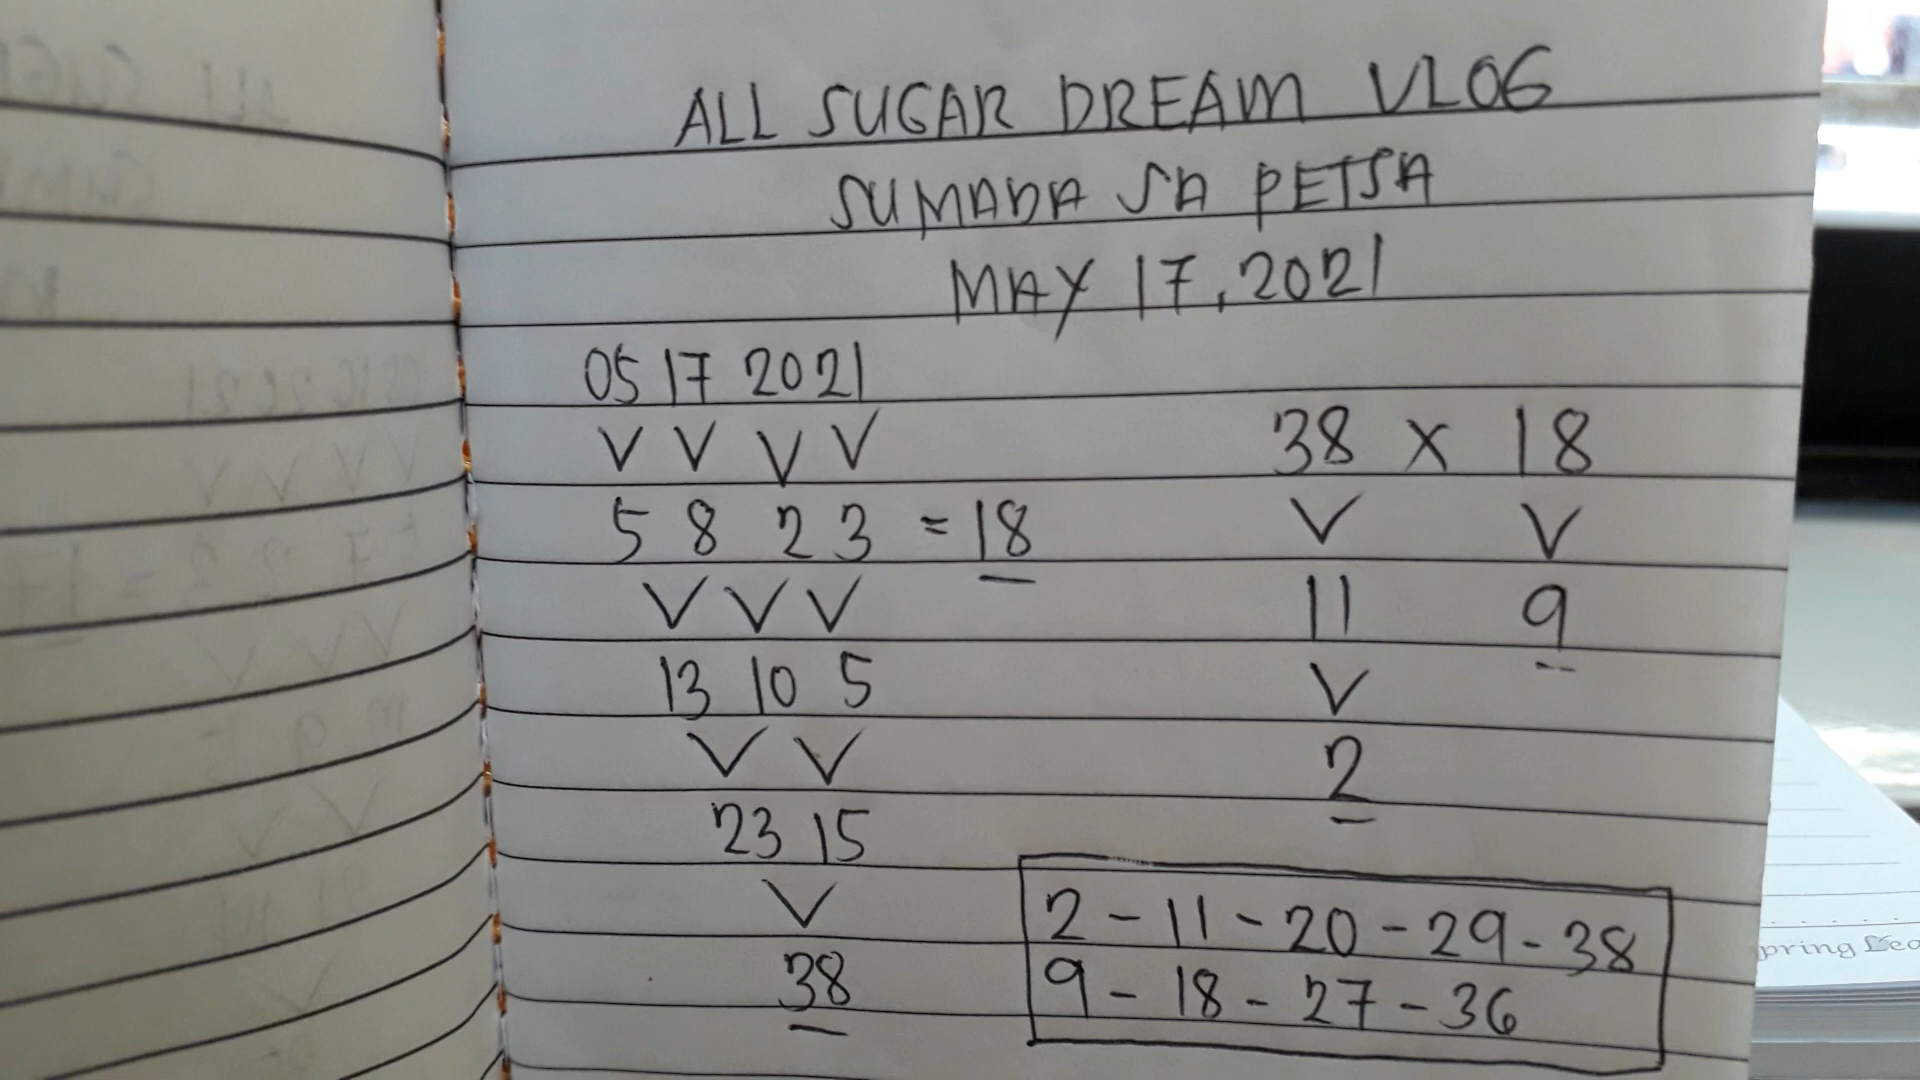 ALL SUGAR DREAM VLOG
SUMADA SA PETSA
MAY 17, 2021
05 17 2021
V V V V
5 8 2 3 = 18
V V V
13 10 5
V V
23 15
V
38
38 x 18
V V
11 9
V
2
2 - 11 - 20 - 29 - 38
9 - 18 - 27 - 36